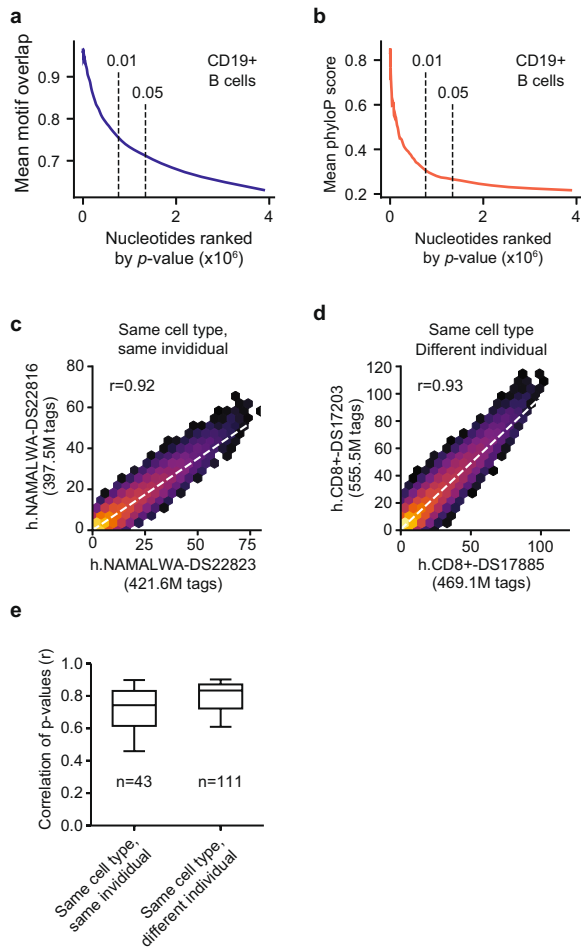 a
CD19+
B cells
0.01
0.05
Mean motif overlap
0.9
0.8
0.7
0
2
4
Nucleotides ranked
by p-value (x10⁶)
b
CD19+
B cells
0.01
0.05
Mean phyloP score
0.8
0.6
0.4
0.2
0
2
4
Nucleotides ranked
by p-value (x10⁶)
c
Same cell type,
same invididual
r=0.92
h.NAMALWA-DS22816
(397.5M tags)
80
60
40
20
0
0
25
50
75
h.NAMALWA-DS22823
(421.6M tags)
d
Same cell type
Different individual
r=0.93
h.CD8+-DS17203
(555.5M tags)
120
100
80
60
40
20
0
0
50
100
h.CD8+-DS17885
(469.1M tags)
e
Correlation of p-values (r)
1.0
0.8
0.6
0.4
0.2
0.0
n=43
n=111
Same cell type,
same invididual
Same cell type,
different individual